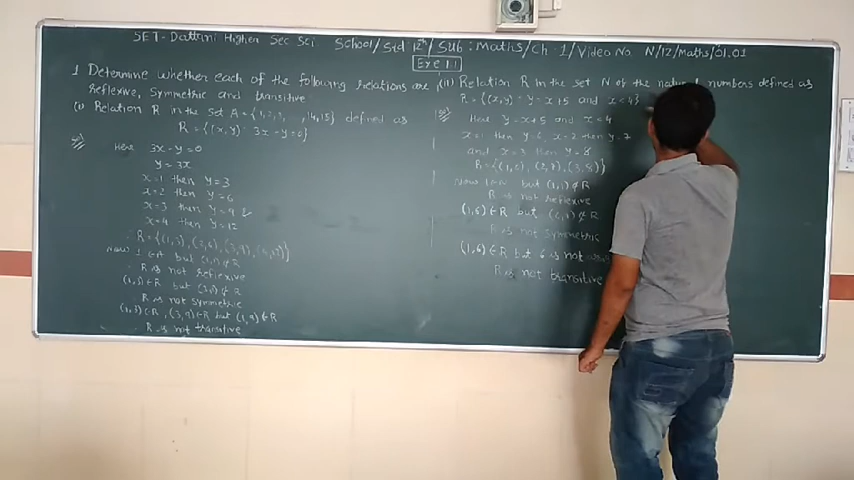 SET- Dattani Higher Sec Sci School/Std 12th/Sub: Maths/Ch-1/Video No. N/12/Maths/01.01
Exe 1.1
1 Determine whether each of the following relations are
Reflexive, Symmetric and transitive
(i) Relation R in the set A = {1,2,3, ...,14,15} defined as
R = {(x,y): 3x-y=0}
Here 3x-y=0
y=3x
x=1 then y=3
x=2 then y=6
x=3 then y=9
x=4 then y=12
R={(1,3),(2,6),(3,9),(4,12)}
Now 1∈A but (1,1)∉R
R is not Reflexive
(1,3)∈R but (3,1)∉R
R is not symmetric
(1,3)∈R, (3,9)∈R but (1,9)∉R
R is not transitive
(ii) Relation R in the set N of the numbers defined as
R={(x,y): y=x+5 and x<4}
Here y=x+5 and x<4
x=1 then y=6, x=2 then y=7
and x=3 then y=8
R={(1,6),(2,7),(3,8)}
Now 1∈N but (1,1)∉R
R is not reflexive
(1,6)∈R but (6,1)∉R
R is not symmetric
(1,6)∈R but 6 is not
R is not transitive